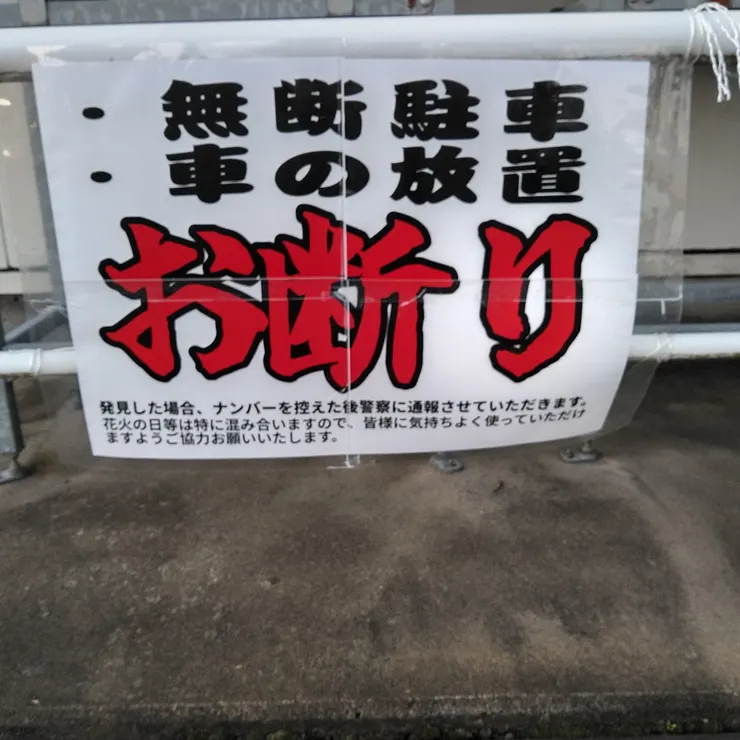 ・無断駐車
・車の放置
お断り
発見した場合、ナンバーを控えた後警察に通報させていただきます。
花火の日等は特に混み合いますので、皆様に気持ちよく使っていただけ
ますようご協力お願いいたします。